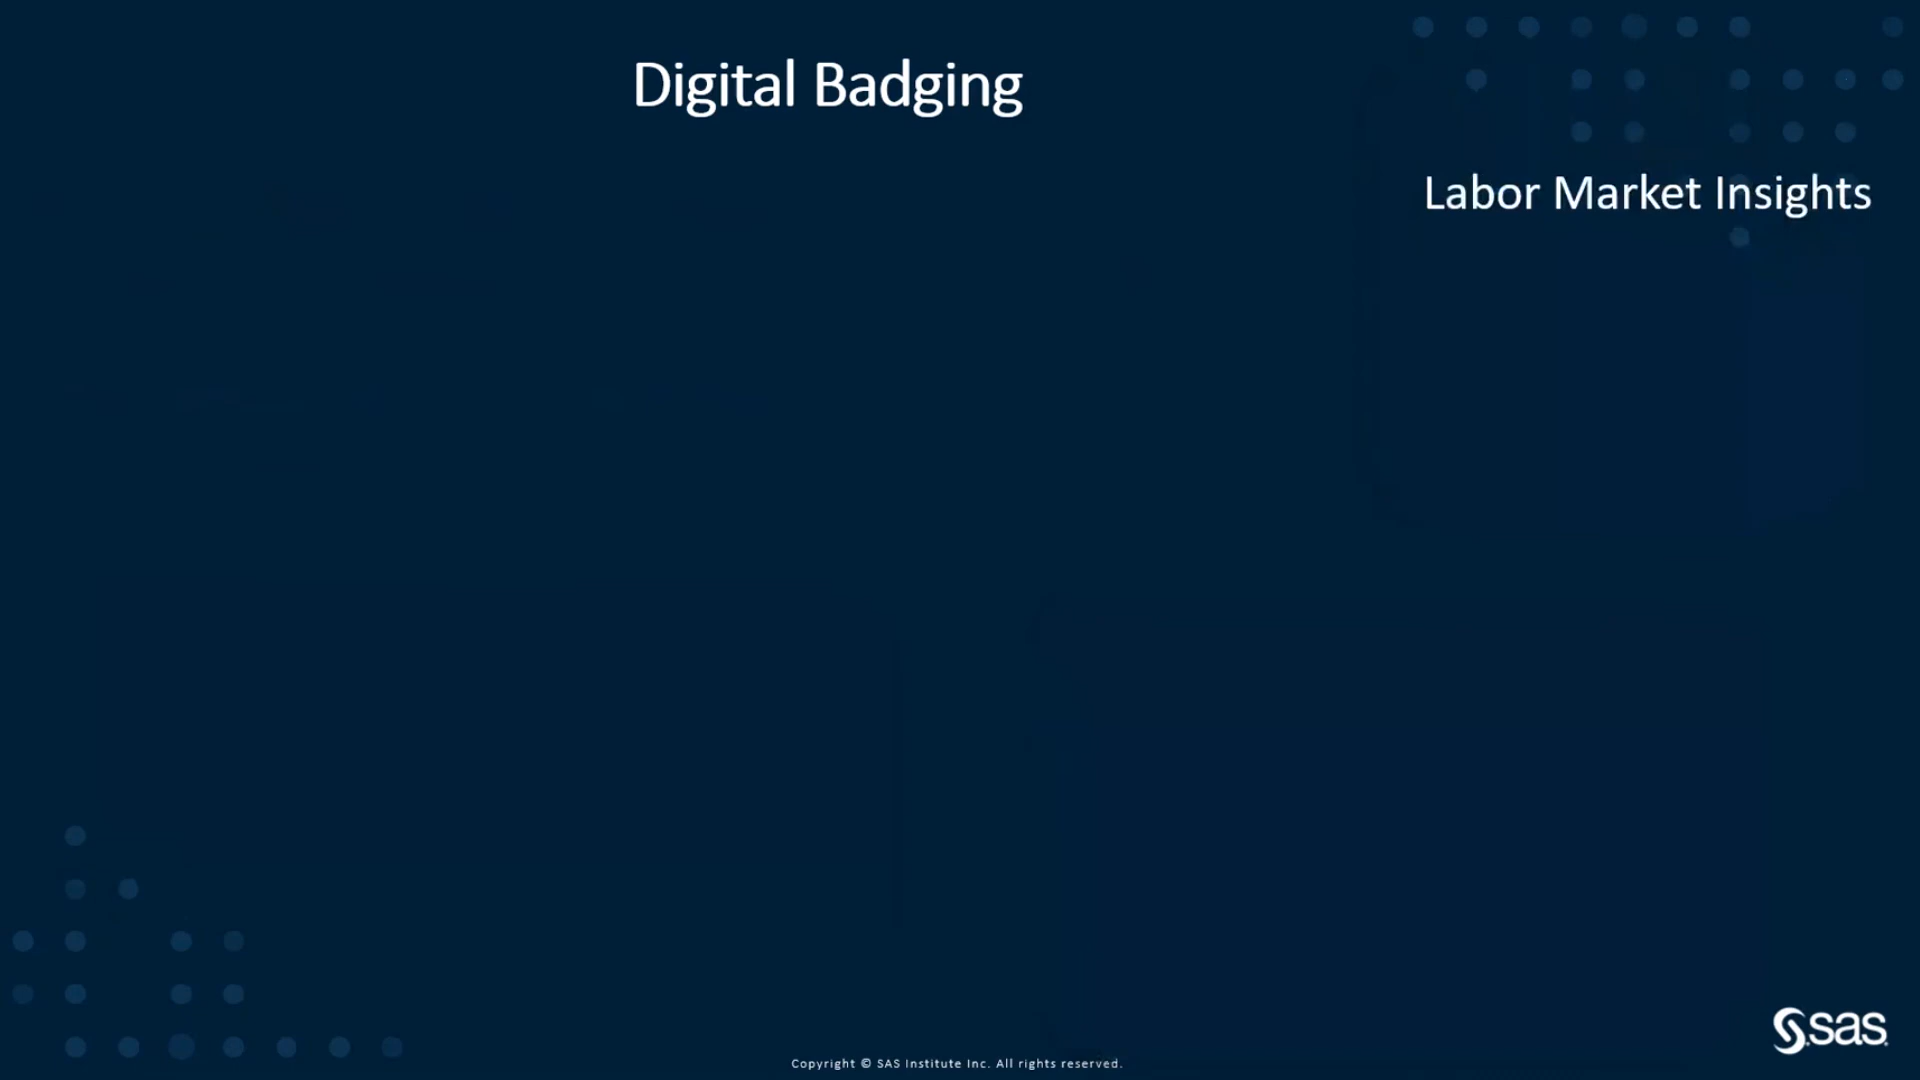 Digital Badging
Labor Market Insights
sas
Copyright © SAS Institute Inc. All rights reserved.